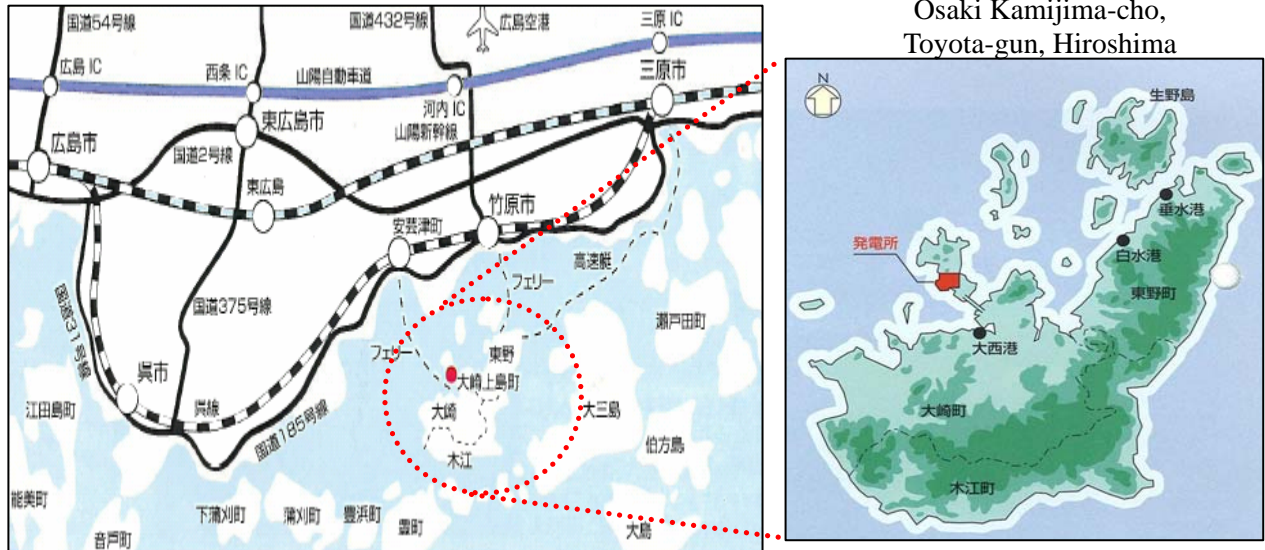 Osaki Kamijima-cho,
Toyota-gun, Hiroshima
国道54号線
国道432号線
広島空港
三原 IC
広島 IC
西条 IC
山陽自動車道
三原市
河内 IC
山陽新幹線
東広島市
広島市
国道2号線
東広島
竹原市
安芸津町
高速艇
フェリー
国道31号線
国道375号線
瀬戸田町
フェリー
東野
大崎上島町
呉市
呉線
国道185号線
江田島町
大崎
大三島
木江
伯方島
能美町
音戸町
下蒲刈町
蒲刈町
豊浜町
豊町
大島
N
生野島
垂水港
発電所
白水港
東野町
大西港
大崎町
木江町